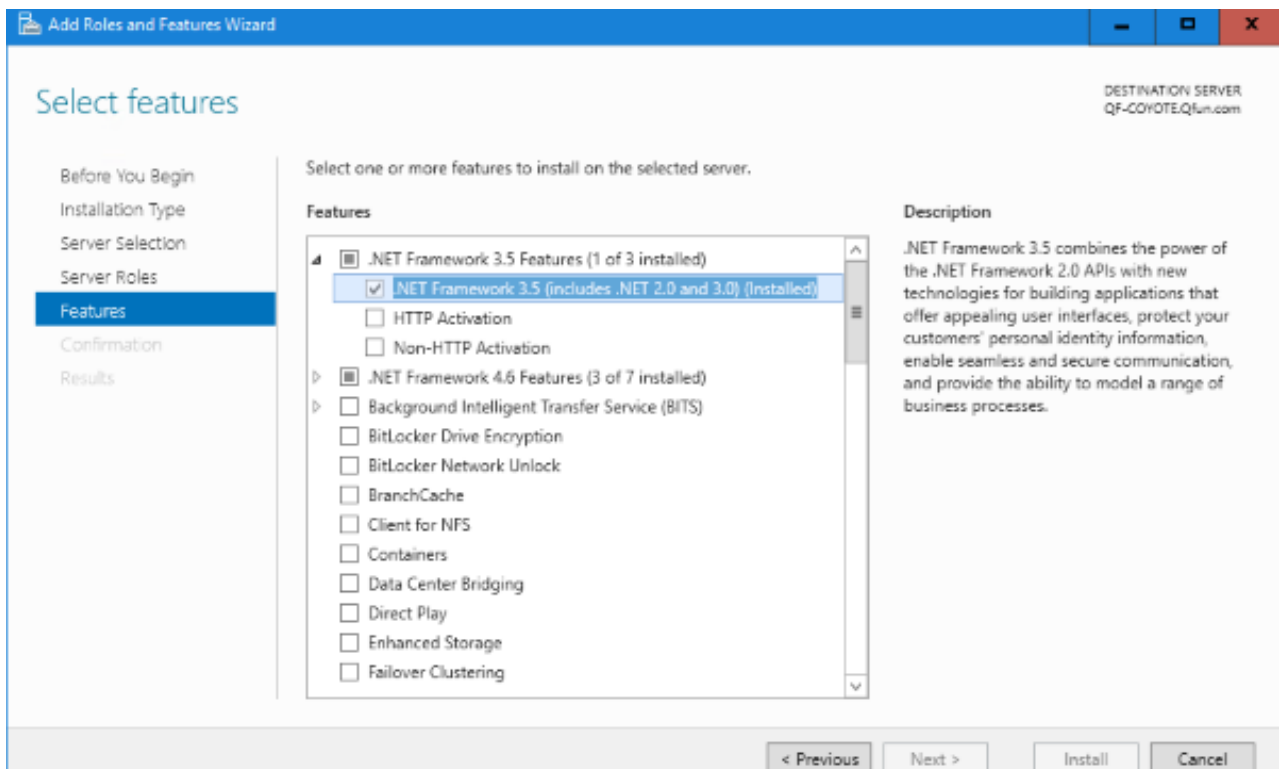 Add Roles and Features Wizard
Select features
DESTINATION SERVER
QF-COYOTE.Qfun.com
Before You Begin
Installation Type
Server Selection
Server Roles
Features
Confirmation
Results
Select one or more features to install on the selected server.
Features
.NET Framework 3.5 Features (1 of 3 installed)
.NET Framework 3.5 (includes .NET 2.0 and 3.0) (Installed)
HTTP Activation
Non-HTTP Activation
.NET Framework 4.6 Features (3 of 7 installed)
Background Intelligent Transfer Service (BITS)
BitLocker Drive Encryption
BitLocker Network Unlock
BranchCache
Client for NFS
Containers
Data Center Bridging
Direct Play
Enhanced Storage
Failover Clustering
Description
.NET Framework 3.5 combines the power of
the .NET Framework 2.0 APIs with new
technologies for building applications that
offer appealing user interfaces, protect your
customers' personal identity information,
enable seamless and secure communication,
and provide the ability to model a range of
business processes.
< Previous
Next >
Install
Cancel